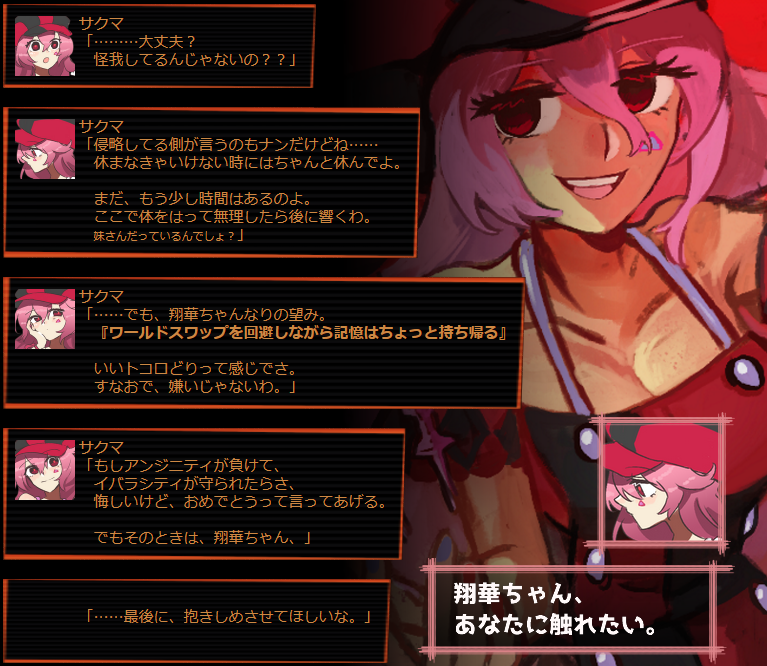 サクマ
「………大丈夫？
怪我してるんじゃないの？？」
サクマ
「侵略してる側が言うのもナンだけどね……
休まなきゃいけない時にはちゃんと休んでよ。
まだ、もう少し時間はあるのよ。
ここで体をはって無理したら後に響くわ。
妹さんだっているんでしょ？」
サクマ
「……でも、翔華ちゃんなりの望み。
『ワールドスワップを回避しながら記憶はちょっと持ち帰る』
いいトコロどりって感じでさ。
すなおで、嫌いじゃないわ。」
サクマ
「もしアンジニティが負けて、
イバラシティが守られたらさ、
悔しいけど、おめでとうって言ってあげる。
でもそのときは、翔華ちゃん、」
「……最後に、抱きしめさせてほしいな。」
翔華ちゃん、
あなたに触れたい。